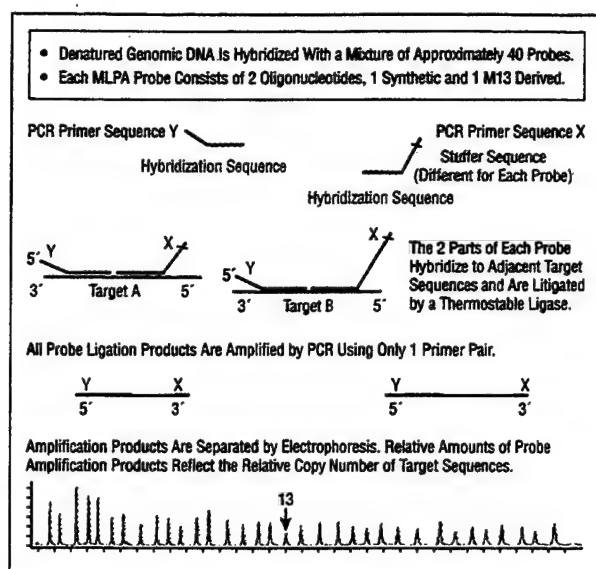 • Denatured Genomic DNA Is Hybridized With a Mixture of Approximately 40 Probes.
• Each MLPA Probe Consists of 2 Oligonucleotides, 1 Synthetic and 1 M13 Derived.
PCR Primer Sequence Y
Hybridization Sequence
PCR Primer Sequence X
Stuffer Sequence
(Different for Each Probe)
Hybridization Sequence
5´ Y
X
3´ Target A 5´
Y
X
5´
3´ Target B 5´
The 2 Parts of Each Probe
Hybridize to Adjacent Target
Sequences and Are Litigated
by a Thermostable Ligase.
All Probe Ligation Products Are Amplified by PCR Using Only 1 Primer Pair.
Y X
5´ 3´
Y X
5´ 3´
Amplification Products Are Separated by Electrophoresis. Relative Amounts of Probe
Amplification Products Reflect the Relative Copy Number of Target Sequences.
13